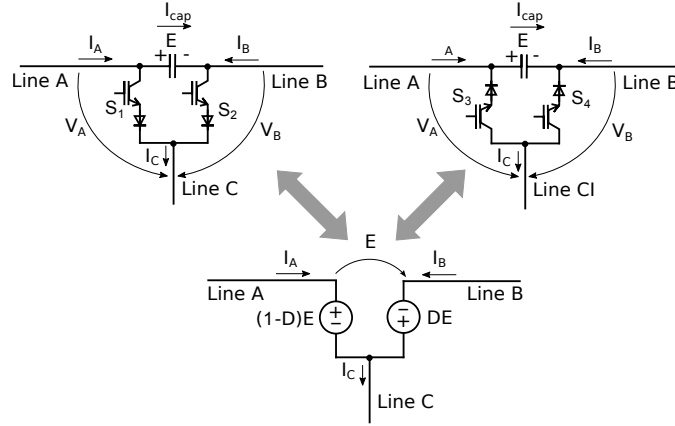 I_cap
I_A E I_B
+ -
Line A Line B
S_1 S_2
V_A V_B
I_C
Line C
I_cap
A E I_B
+ -
Line A Line B
S_3 S_4
V_A V_B
I_C
Line CI
E
I_A I_B
Line A Line B
(1-D)E + - - + DE
I_C
Line C